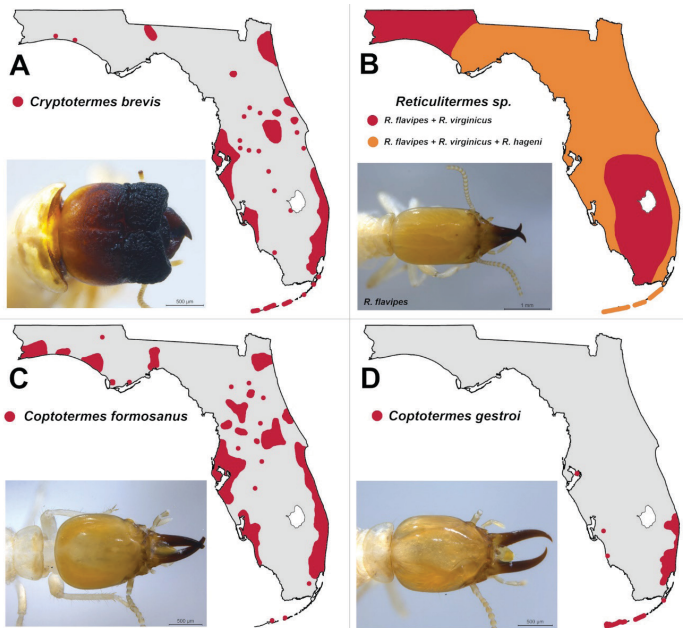 A
Cryptotermes brevis
500 µm
B
Reticulitermes sp.
R. flavipes + R. virginicus
R. flavipes + R. virginicus + R. hageni
R. flavipes
1 mm
C
Coptotermes formosanus
500 µm
D
Coptotermes gestroi
500 µm